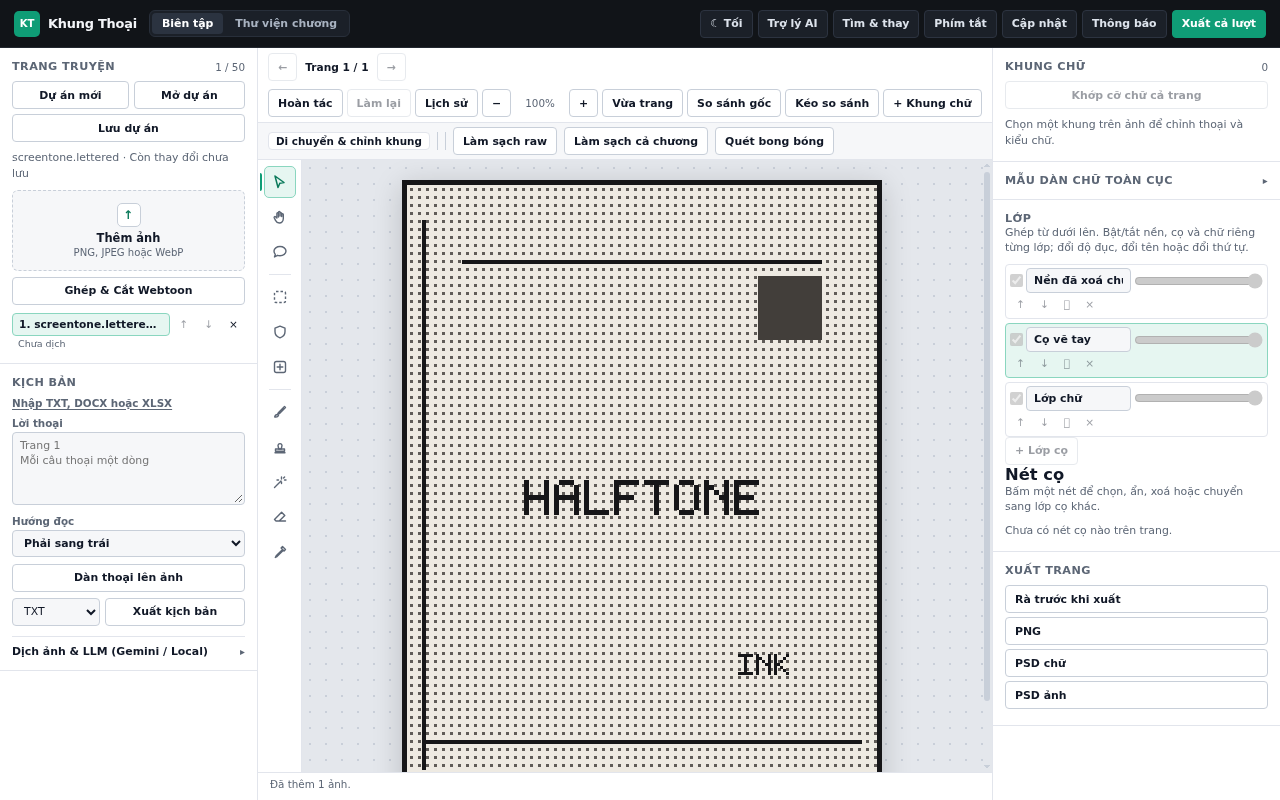 KT
Khung Thoại
Biên tập
Thư viện chương
☾ Tối
Trợ lý AI
Tìm & thay
Phím tắt
Cập nhật
Thông báo
Xuất cả lượt
TRANG TRUYỆN
1 / 50
Dự án mới
Mở dự án
Lưu dự án
screentone.lettered · Còn thay đổi chưa
lưu
↑
Thêm ảnh
PNG, JPEG hoặc WebP
Ghép & Cắt Webtoon
1. screentone.lettere…
↑
↓
×
Chưa dịch
KỊCH BẢN
Nhập TXT, DOCX hoặc XLSX
Lời thoại
Trang 1
Mỗi câu thoại một dòng
Hướng đọc
Phải sang trái
Dàn thoại lên ảnh
TXT
Xuất kịch bản
Dịch ảnh & LLM (Gemini / Local)
▸
←
Trang 1 / 1
→
Hoàn tác
Làm lại
Lịch sử
−
100%
+
Vừa trang
So sánh gốc
Kéo so sánh
+ Khung chữ
Di chuyển & chỉnh khung
Làm sạch raw
Làm sạch cả chương
Quét bong bóng
HALFTONE
INK
Đã thêm 1 ảnh.
KHUNG CHỮ
0
Khớp cỡ chữ cả trang
Chọn một khung trên ảnh để chỉnh thoại và
kiểu chữ.
MẪU DÀN CHỮ TOÀN CỤC
▸
LỚP
Ghép từ dưới lên. Bật/tắt nền, cọ và chữ riêng
từng lớp; đổi độ đục, đổi tên hoặc đổi thứ tự.
Nền đã xoá
↑
↓
×
Cọ vẽ tay
↑
↓
×
Lớp chữ
↑
↓
×
+ Lớp cọ
Nét cọ
Bấm một nét để chọn, ẩn, xoá hoặc chuyển
sang lớp cọ khác.
Chưa có nét cọ nào trên trang.
XUẤT TRANG
Rà trước khi xuất
PNG
PSD chữ
PSD ảnh